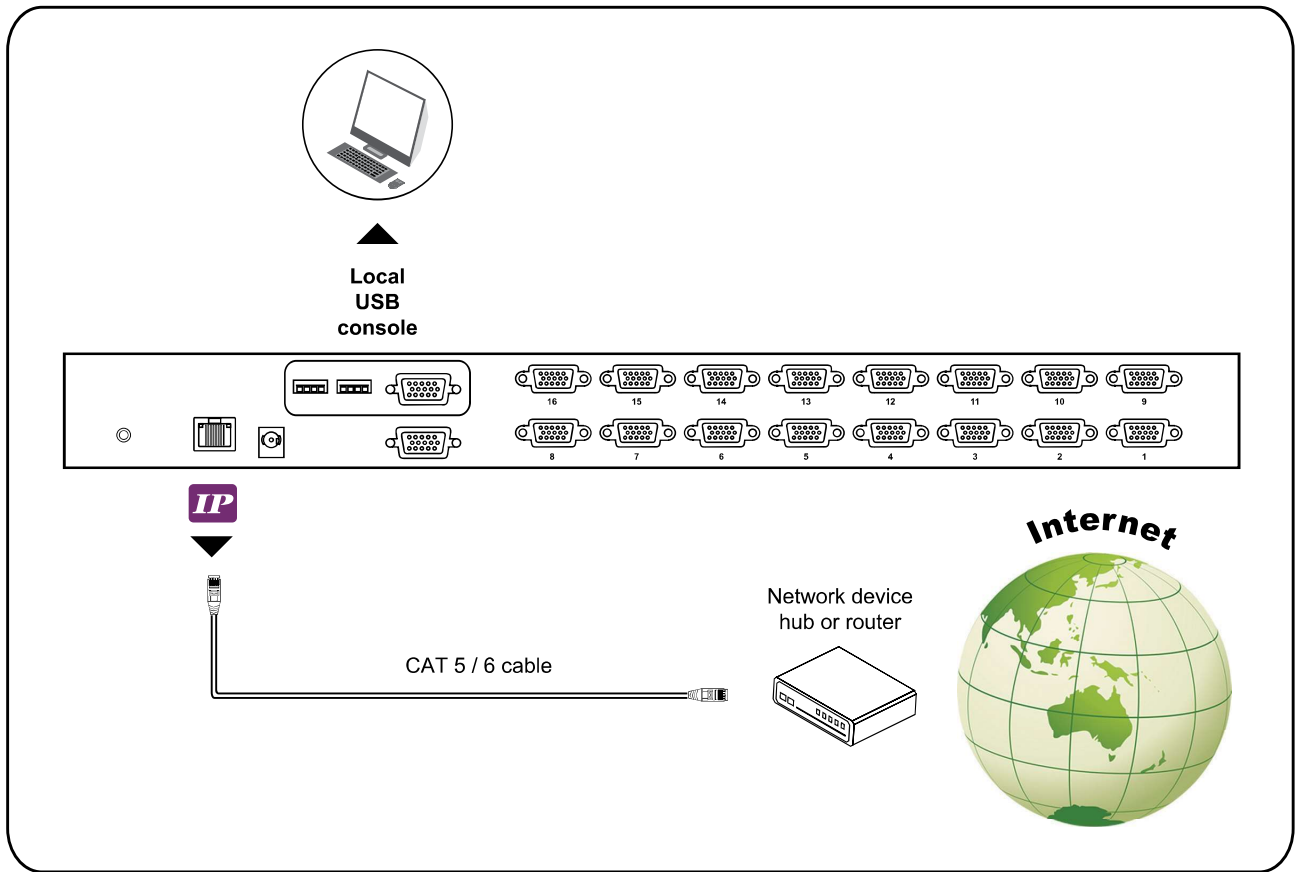 Local
USB
console
16 15 14 13 12 11 10 9
8 7 6 5 4 3 2 1
IP
Internet
Network device
hub or router
CAT 5 / 6 cable